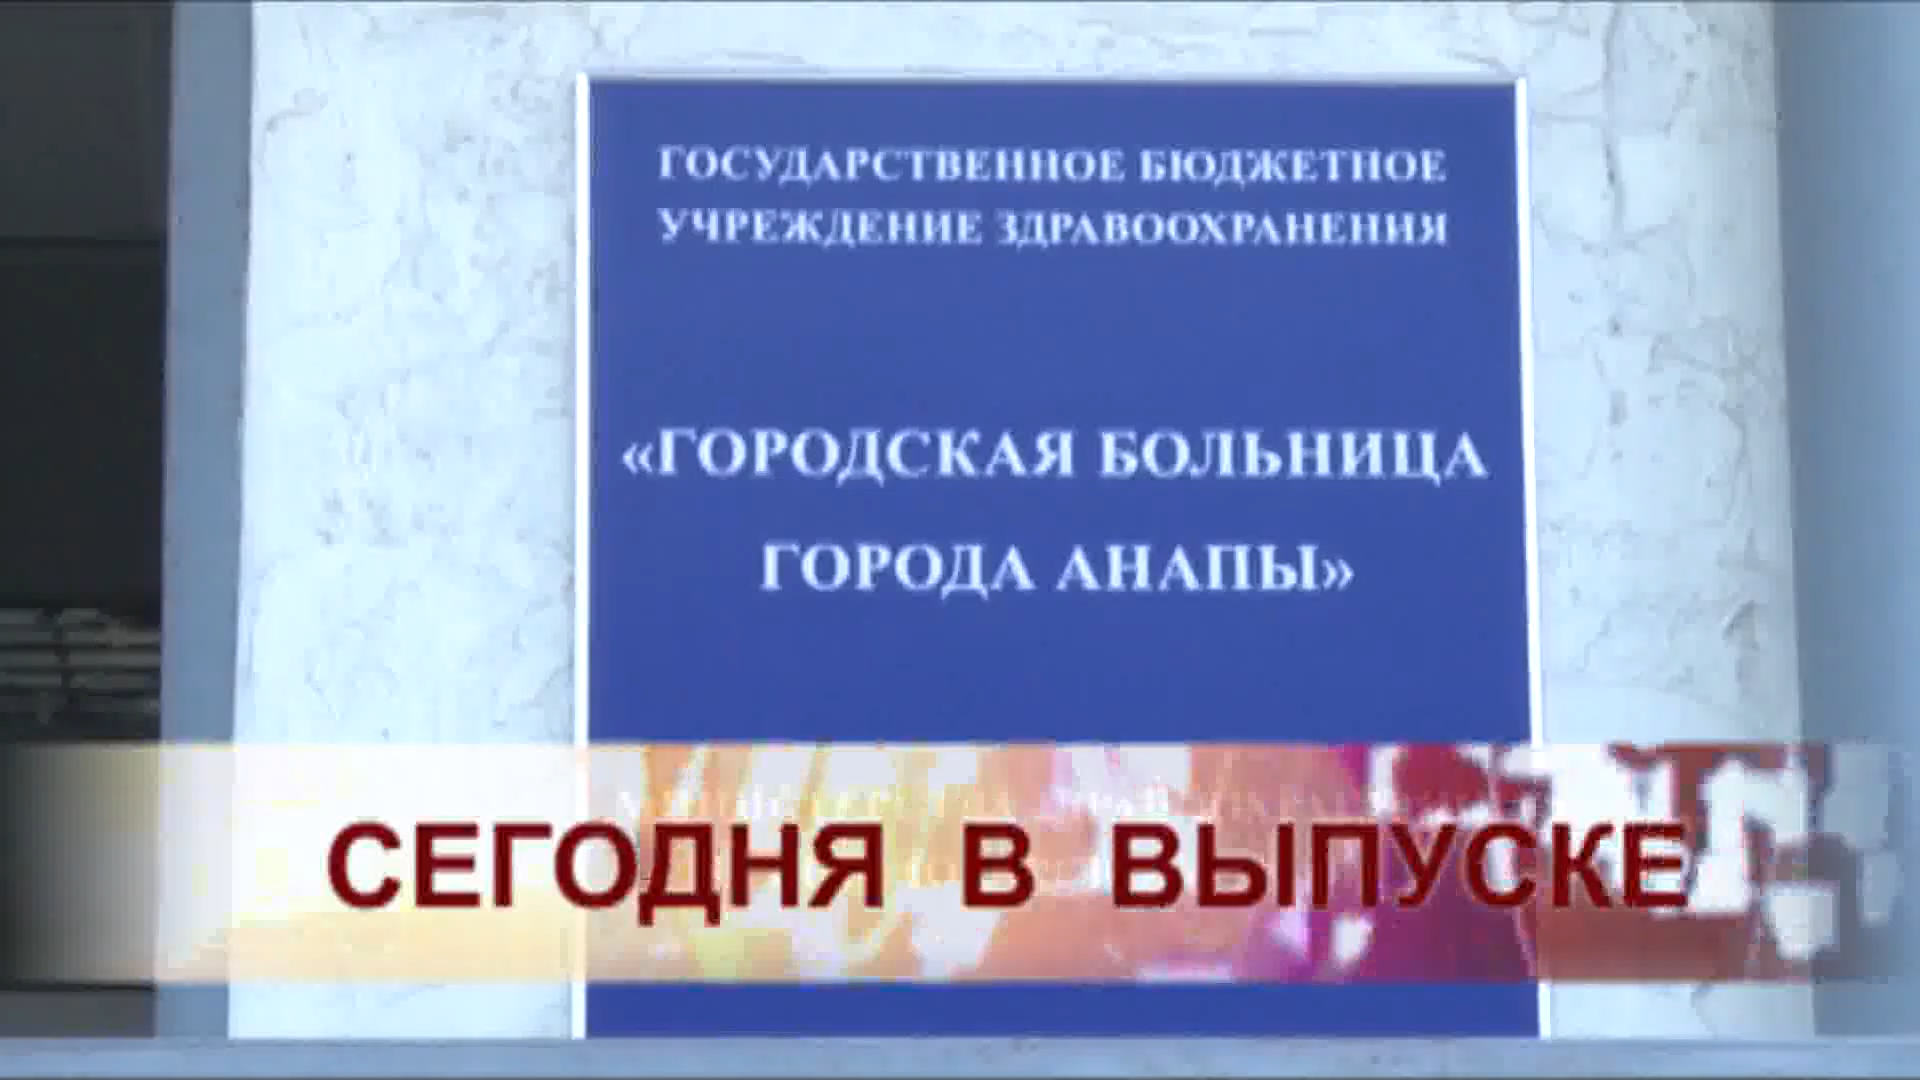 ГОСУДАРСТВЕННОЕ БЮДЖЕТНОЕ
УЧРЕЖДЕНИЕ ЗДРАВООХРАНЕНИЯ
«ГОРОДСКАЯ БОЛЬНИЦА
ГОРОДА АНАПЫ»
СЕГОДНЯ В ВЫПУСКЕ